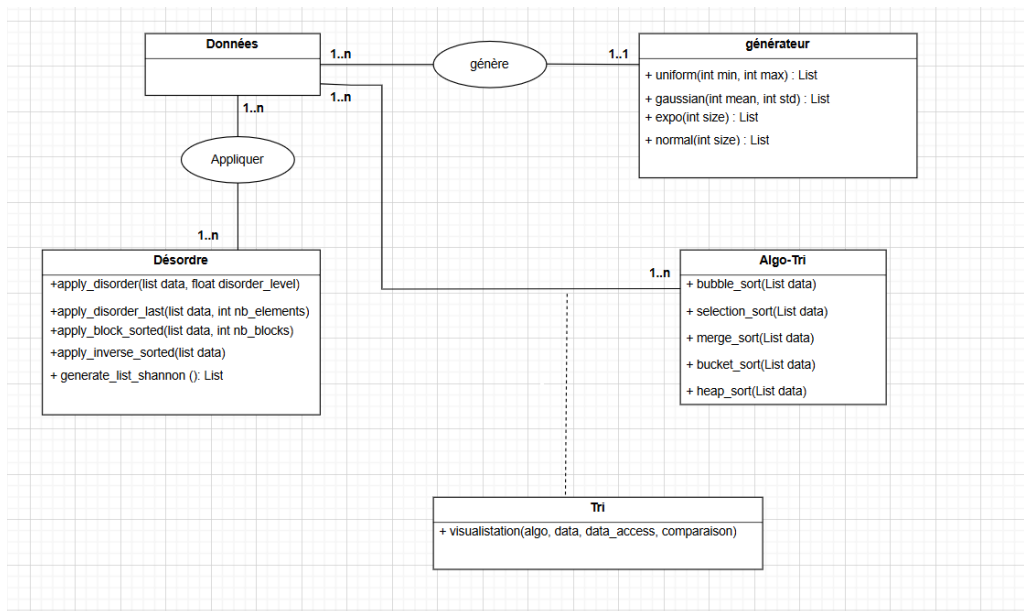 Données
1..n
génère
1..1
générateur
+ uniform(int min, int max) : List
+ gaussian(int mean, int std) : List
+ expo(int size) : List
+ normal(int size) : List
1..n
1..n
Appliquer
1..n
Désordre
+apply_disorder(list data, float disorder_level)
+apply_disorder_last(list data, int nb_elements)
+apply_block_sorted(list data, int nb_blocks)
+apply_inverse_sorted(list data)
+ generate_list_shannon (): List
1..n
Algo-Tri
+ bubble_sort(List data)
+ selection_sort(List data)
+ merge_sort(List data)
+ bucket_sort(List data)
+ heap_sort(List data)
Tri
+ visualistation(algo, data, data_access, comparaison)